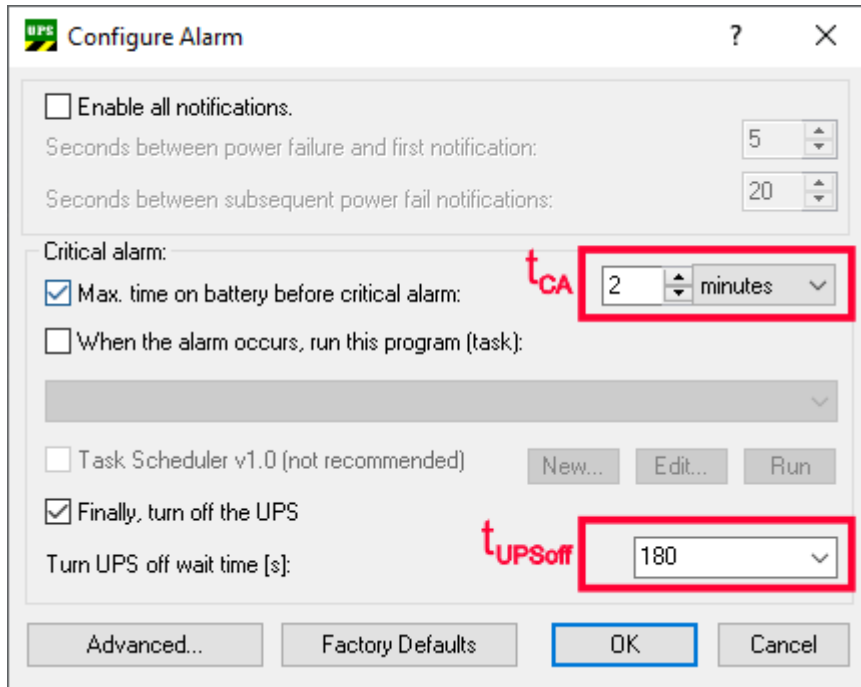 UPS Configure Alarm ?
Enable all notifications.
Seconds between power failure and first notification: 5
Seconds between subsequent power fail notifications: 20
Critical alarm:
Max. time on battery before critical alarm: tCA 2 minutes
When the alarm occurs, run this program (task):
Task Scheduler v1.0 (not recommended) New... Edit... Run
Finally, turn off the UPS
Turn UPS off wait time [s]: tUPSoff 180
Advanced... Factory Defaults OK Cancel